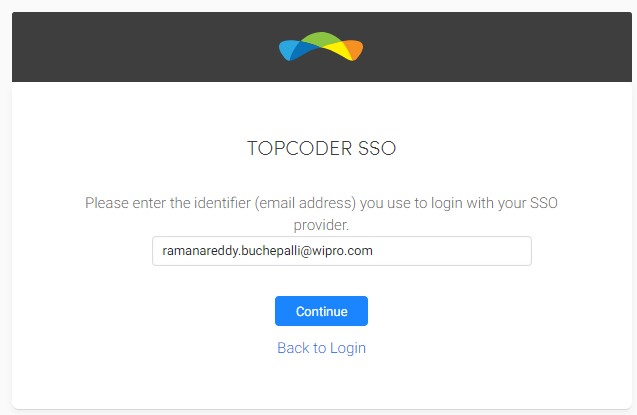 TOPCODER SSO
Please enter the identifier (email address) you use to login with your SSO
provider.
ramanareddy.buchepalli@wipro.com
Continue
Back to Login